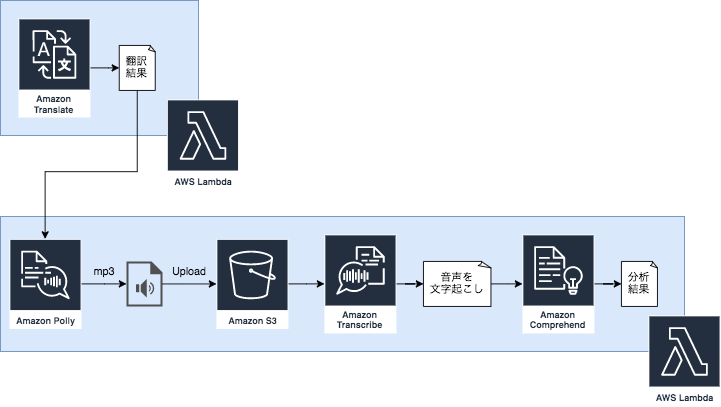 A
文
翻訳
結果
Amazon
Translate
AWS Lambda
mp3
Upload
Amazon Polly
Amazon S3
Amazon
Transcribe
音声を
文字起こし
Amazon
Comprehend
分析
結果
AWS Lambda